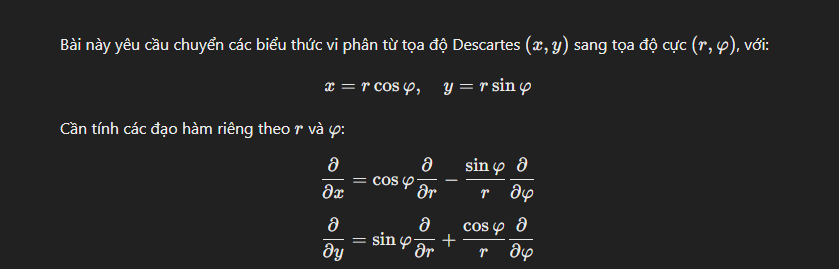 Bài này yêu cầu chuyển các biểu thức vi phân từ tọa độ Descartes (x, y) sang tọa độ cực (r, φ), với:
x = r cos φ, y = r sin φ
Cần tính các đạo hàm riêng theo r và φ:
∂/∂x = cos φ ∂/∂r − sin φ/r ∂/∂φ
∂/∂y = sin φ ∂/∂r + cos φ/r ∂/∂φ